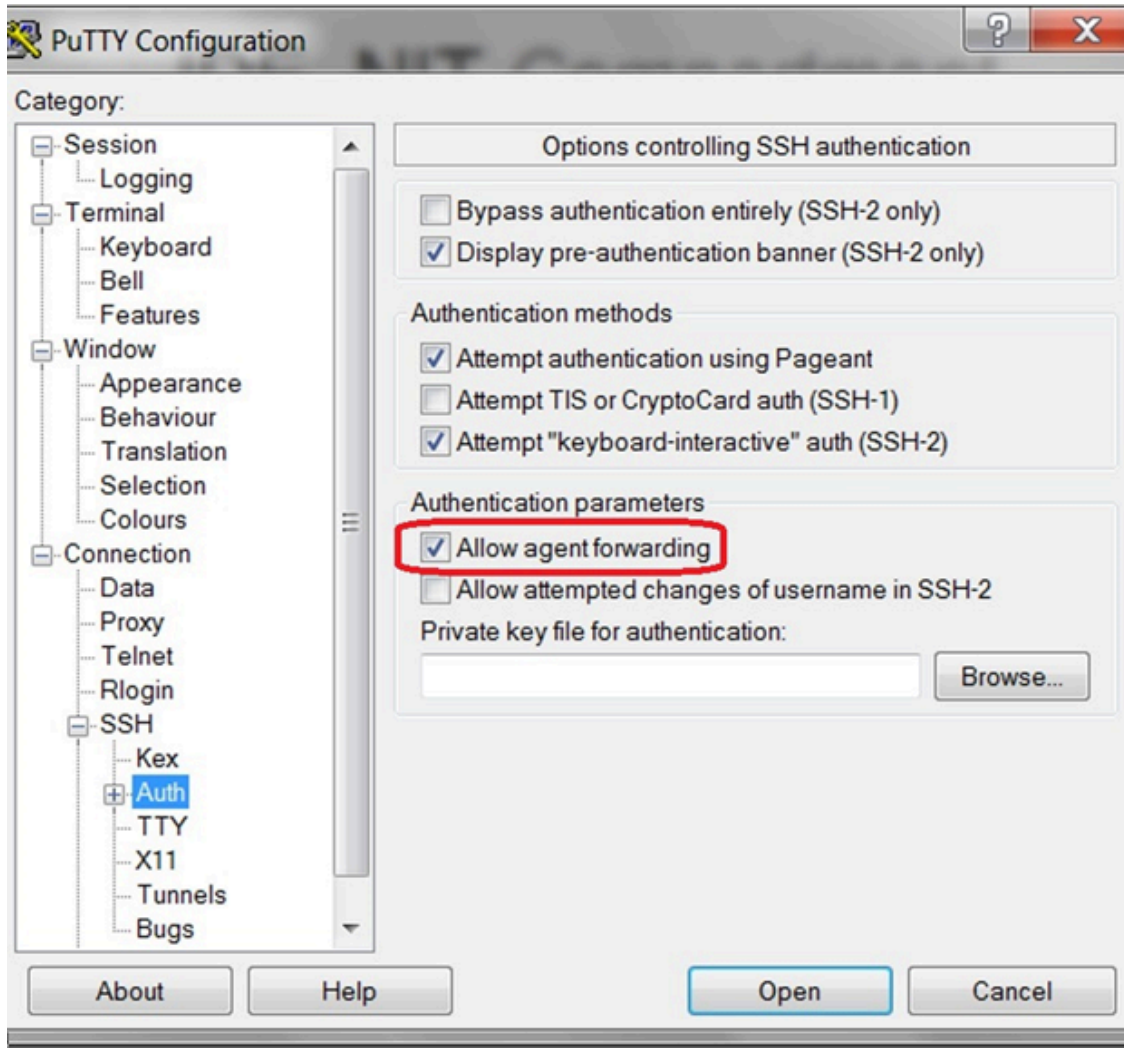 PuTTY Configuration
Category:
Session
Logging
Terminal
Keyboard
Bell
Features
Window
Appearance
Behaviour
Translation
Selection
Colours
Connection
Data
Proxy
Telnet
Rlogin
SSH
Kex
Auth
TTY
X11
Tunnels
Bugs
Options controlling SSH authentication
Bypass authentication entirely (SSH-2 only)
Display pre-authentication banner (SSH-2 only)
Authentication methods
Attempt authentication using Pageant
Attempt TIS or CryptoCard auth (SSH-1)
Attempt "keyboard-interactive" auth (SSH-2)
Authentication parameters
Allow agent forwarding
Allow attempted changes of username in SSH-2
Private key file for authentication:
Browse...
About
Help
Open
Cancel